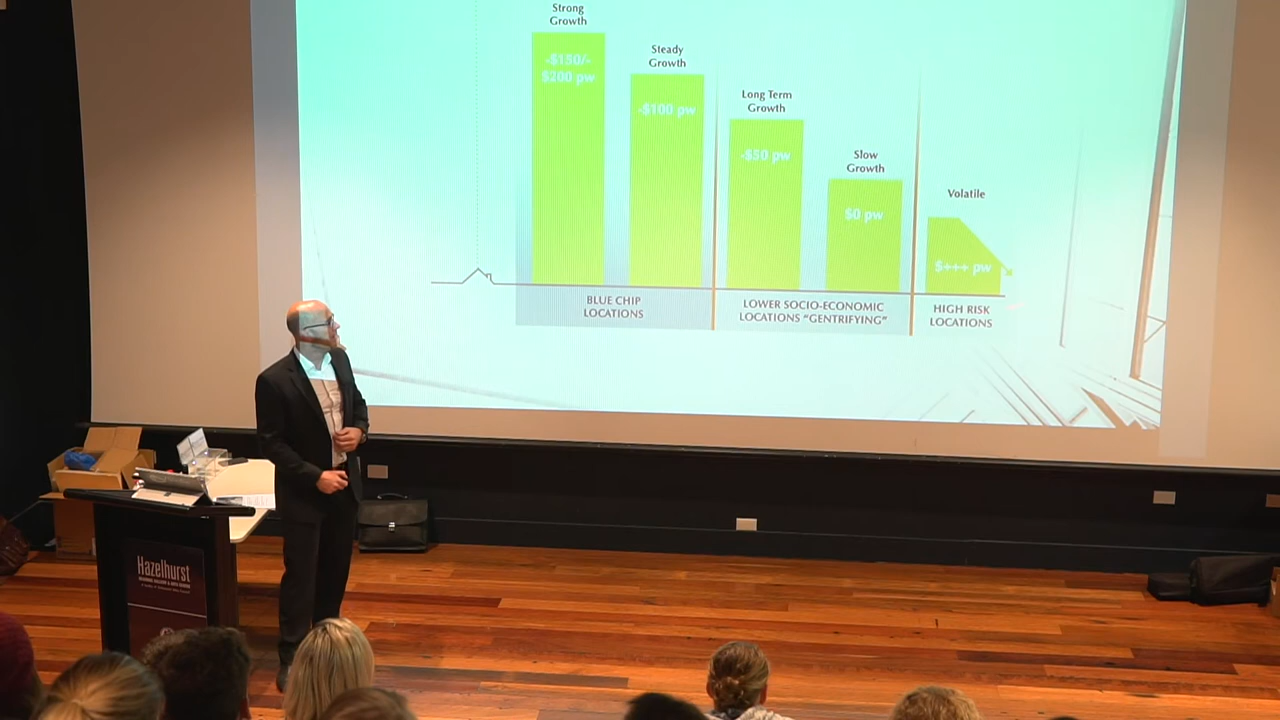 Strong
Growth
-$150/-
$200 pw
Steady
Growth
-$100 pw
Long Term
Growth
-$50 pw
Slow
Growth
$0 pw
Volatile
$+++ pw
BLUE CHIP
LOCATIONS
LOWER SOCIO-ECONOMIC
LOCATIONS “GENTRIFYING”
HIGH RISK
LOCATIONS
Hazelhurst